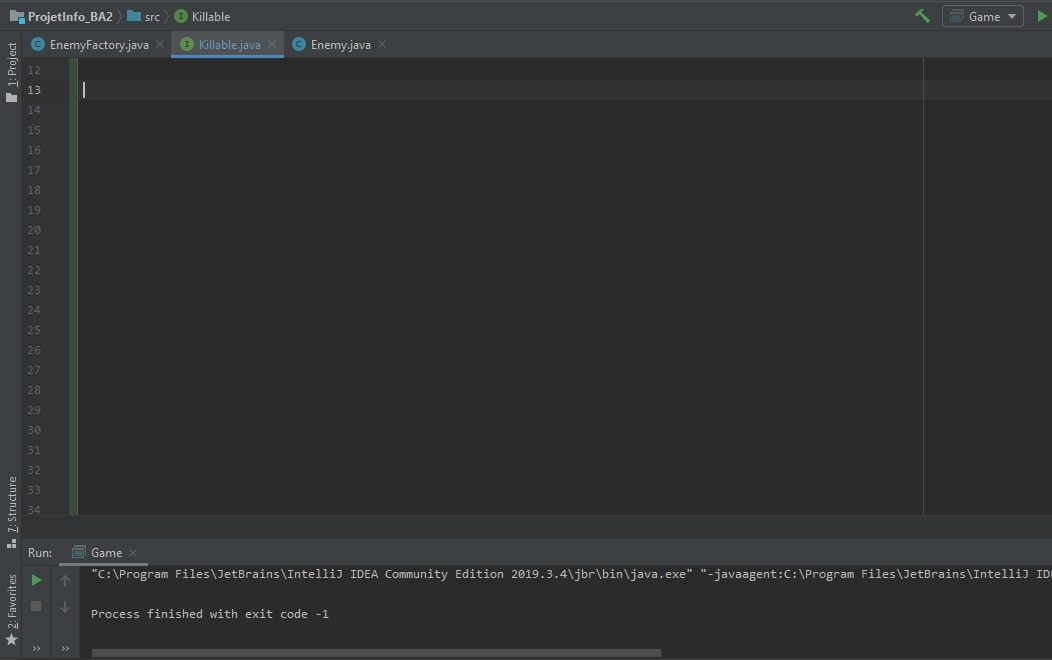 ProjetInfo_BA2 src Killable Game
EnemyFactory.java Killable.java Enemy.java
1: Project
12
13
14
15
16
17
18
19
20
21
22
23
24
25
26
27
28
29
30
31
32
33
34
7: Structure
2: Favorites
Run: Game
"C:\Program Files\JetBrains\IntelliJ IDEA Community Edition 2019.3.4\jbr\bin\java.exe" "-javaagent:C:\Program Files\JetBrains\IntelliJ IDE
Process finished with exit code -1